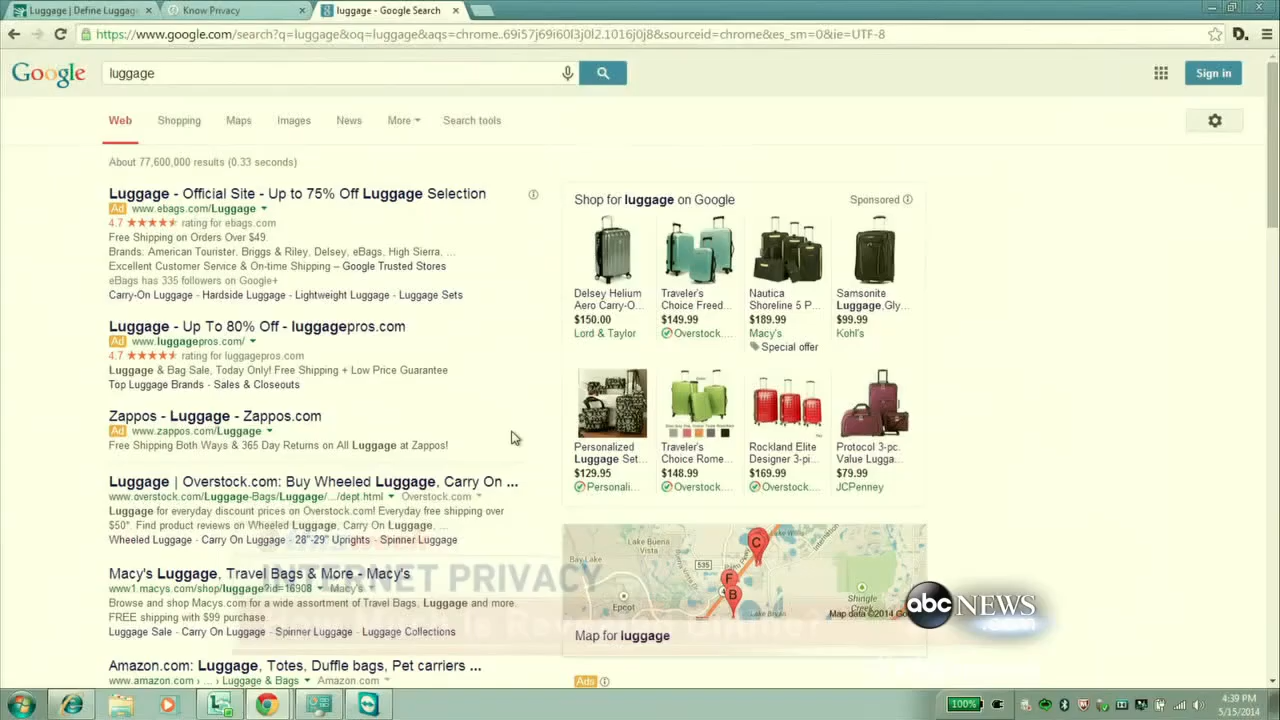 Luggage | Define Luggage
Know Privacy
luggage - Google Search
https://www.google.com/search?q=luggage&oq=luggage&aqs=chrome..69i57j69i60l3j0l2.1016j0j8&sourceid=chrome&es_sm=0&ie=UTF-8
D.
Google
luggage
Sign in
Web
Shopping
Maps
Images
News
More
Search tools
About 77,600,000 results (0.33 seconds)
Luggage - Official Site - Up to 75% Off Luggage Selection
Ad www.ebags.com/Luggage
4.7 rating for ebags.com
Free Shipping on Orders Over $49.
Brands: American Tourister, Briggs & Riley, Delsey, eBags, High Sierra, ...
Excellent Customer Service & On-time Shipping – Google Trusted Stores
eBags has 335 followers on Google+
Carry-On Luggage - Hardside Luggage - Lightweight Luggage - Luggage Sets
Luggage - Up To 80% Off - luggagepros.com
Ad www.luggagepros.com/
4.7 rating for luggagepros.com
Luggage & Bag Sale, Today Only! Free Shipping + Low Price Guarantee
Top Luggage Brands - Sales & Closeouts
Zappos - Luggage - Zappos.com
Ad www.zappos.com/Luggage
Free Shipping Both Ways & 365 Day Returns on All Luggage at Zappos!
Luggage | Overstock.com: Buy Wheeled Luggage, Carry On ...
www.overstock.com/Luggage-Bags/Luggage/.../dept.html Overstock.com
Luggage for everyday discount prices on Overstock.com! Everyday free shipping over
$50*. Find product reviews on Wheeled Luggage, Carry On Luggage, ...
Wheeled Luggage - Carry On Luggage - 28"-29" Uprights - Spinner Luggage
Macy's Luggage, Travel Bags & More - Macy's
www1.macys.com/shop/luggage?id=16908 Macy's
Browse and shop Macys.com for a wide assortment of Travel Bags, Luggage and more.
FREE shipping with $99 purchase.
Luggage Sale - Carry On Luggage - Spinner Luggage - Luggage Collections
Amazon.com: Luggage, Totes, Duffle bags, Pet carriers ...
www.amazon.com › ... › Luggage & Bags Amazon.com
Shop for luggage on Google
Sponsored
Delsey Helium
Aero Carry-O...
$150.00
Lord & Taylor
Traveler's
Choice Freed...
$149.99
Overstock....
Nautica
Shoreline 5 P...
$189.99
Macy's
Special offer
Samsonite
Luggage,Gly...
$99.99
Kohl's
Personalized
Luggage Set...
$129.95
Personali...
Traveler's
Choice Rome...
$148.99
Overstock....
Rockland Elite
Designer 3-pi...
$169.99
Overstock....
Protocol 3-pc.
Value Lugga...
$79.99
JCPenney
Bay Lake
Lake Buena
Vista
535
Epcot
C
F
B
Lake Bryan
Shingle
Creek
Map data ©2014 Go
Map for luggage
Ads
INTERNET PRIVACY
abc NEWS
.com
100%
4:39 PM
5/15/2014